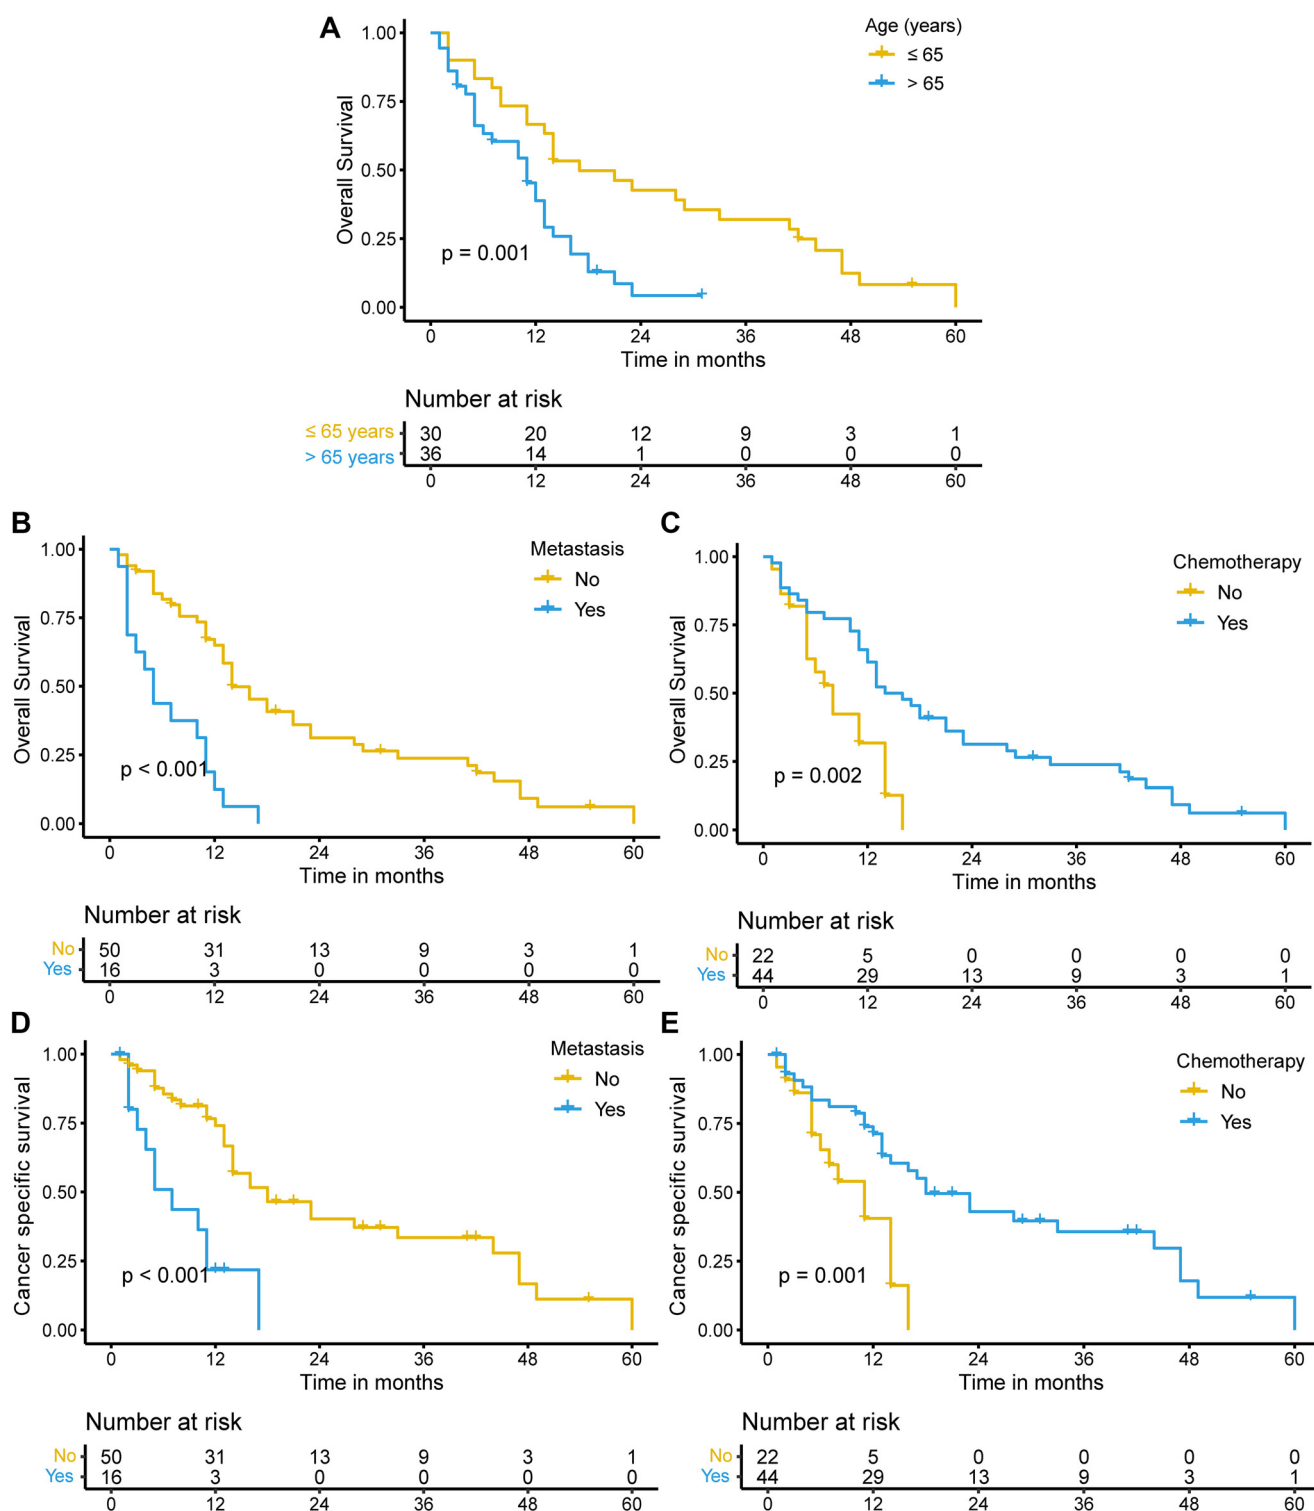 A
Age (years)
≤ 65
> 65
Overall Survival
1.00
0.75
0.50
0.25
0.00
p = 0.001
0 12 24 36 48 60
Time in months
Number at risk
≤ 65 years 30 20 12 9 3 1
> 65 years 36 14 1 0 0 0
0 12 24 36 48 60
B
Metastasis
No
Yes
Overall Survival
1.00
0.75
0.50
0.25
0.00
p < 0.001
0 12 24 36 48 60
Time in months
Number at risk
No 50 31 13 9 3 1
Yes 16 3 0 0 0 0
0 12 24 36 48 60
C
Chemotherapy
No
Yes
Overall Survival
1.00
0.75
0.50
0.25
0.00
p = 0.002
0 12 24 36 48 60
Time in months
Number at risk
No 22 5 0 0 0 0
Yes 44 29 13 9 3 1
0 12 24 36 48 60
D
Metastasis
No
Yes
Cancer specific survival
1.00
0.75
0.50
0.25
0.00
p < 0.001
0 12 24 36 48 60
Time in months
Number at risk
No 50 31 13 9 3 1
Yes 16 3 0 0 0 0
0 12 24 36 48 60
E
Chemotherapy
No
Yes
Cancer specific survival
1.00
0.75
0.50
0.25
0.00
p = 0.001
0 12 24 36 48 60
Time in months
Number at risk
No 22 5 0 0 0 0
Yes 44 29 13 9 3 1
0 12 24 36 48 60